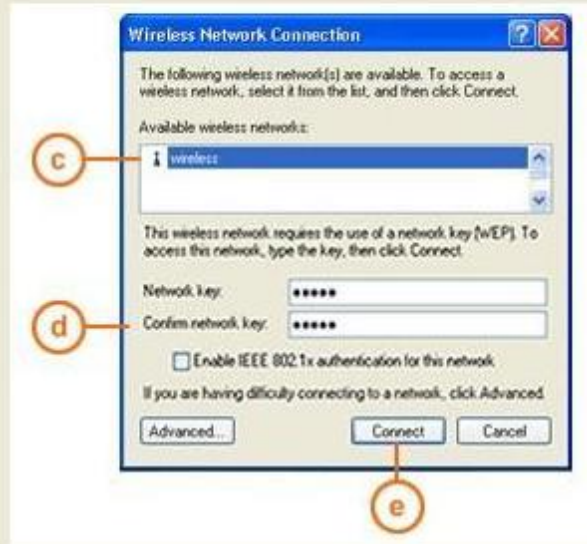 Wireless Network Connection
The following wireless network(s) are available. To access a
wireless network, select it from the list, and then click Connect.
Available wireless networks:
c
wireless
This wireless network requires the use of a network key (WEP). To
access this network, type the key, then click Connect.
Network key: •••••
d
Confirm network key: •••••
Enable IEEE 802.1x authentication for this network
If you are having difficulty connecting to a network, click Advanced.
Advanced... Connect Cancel
e